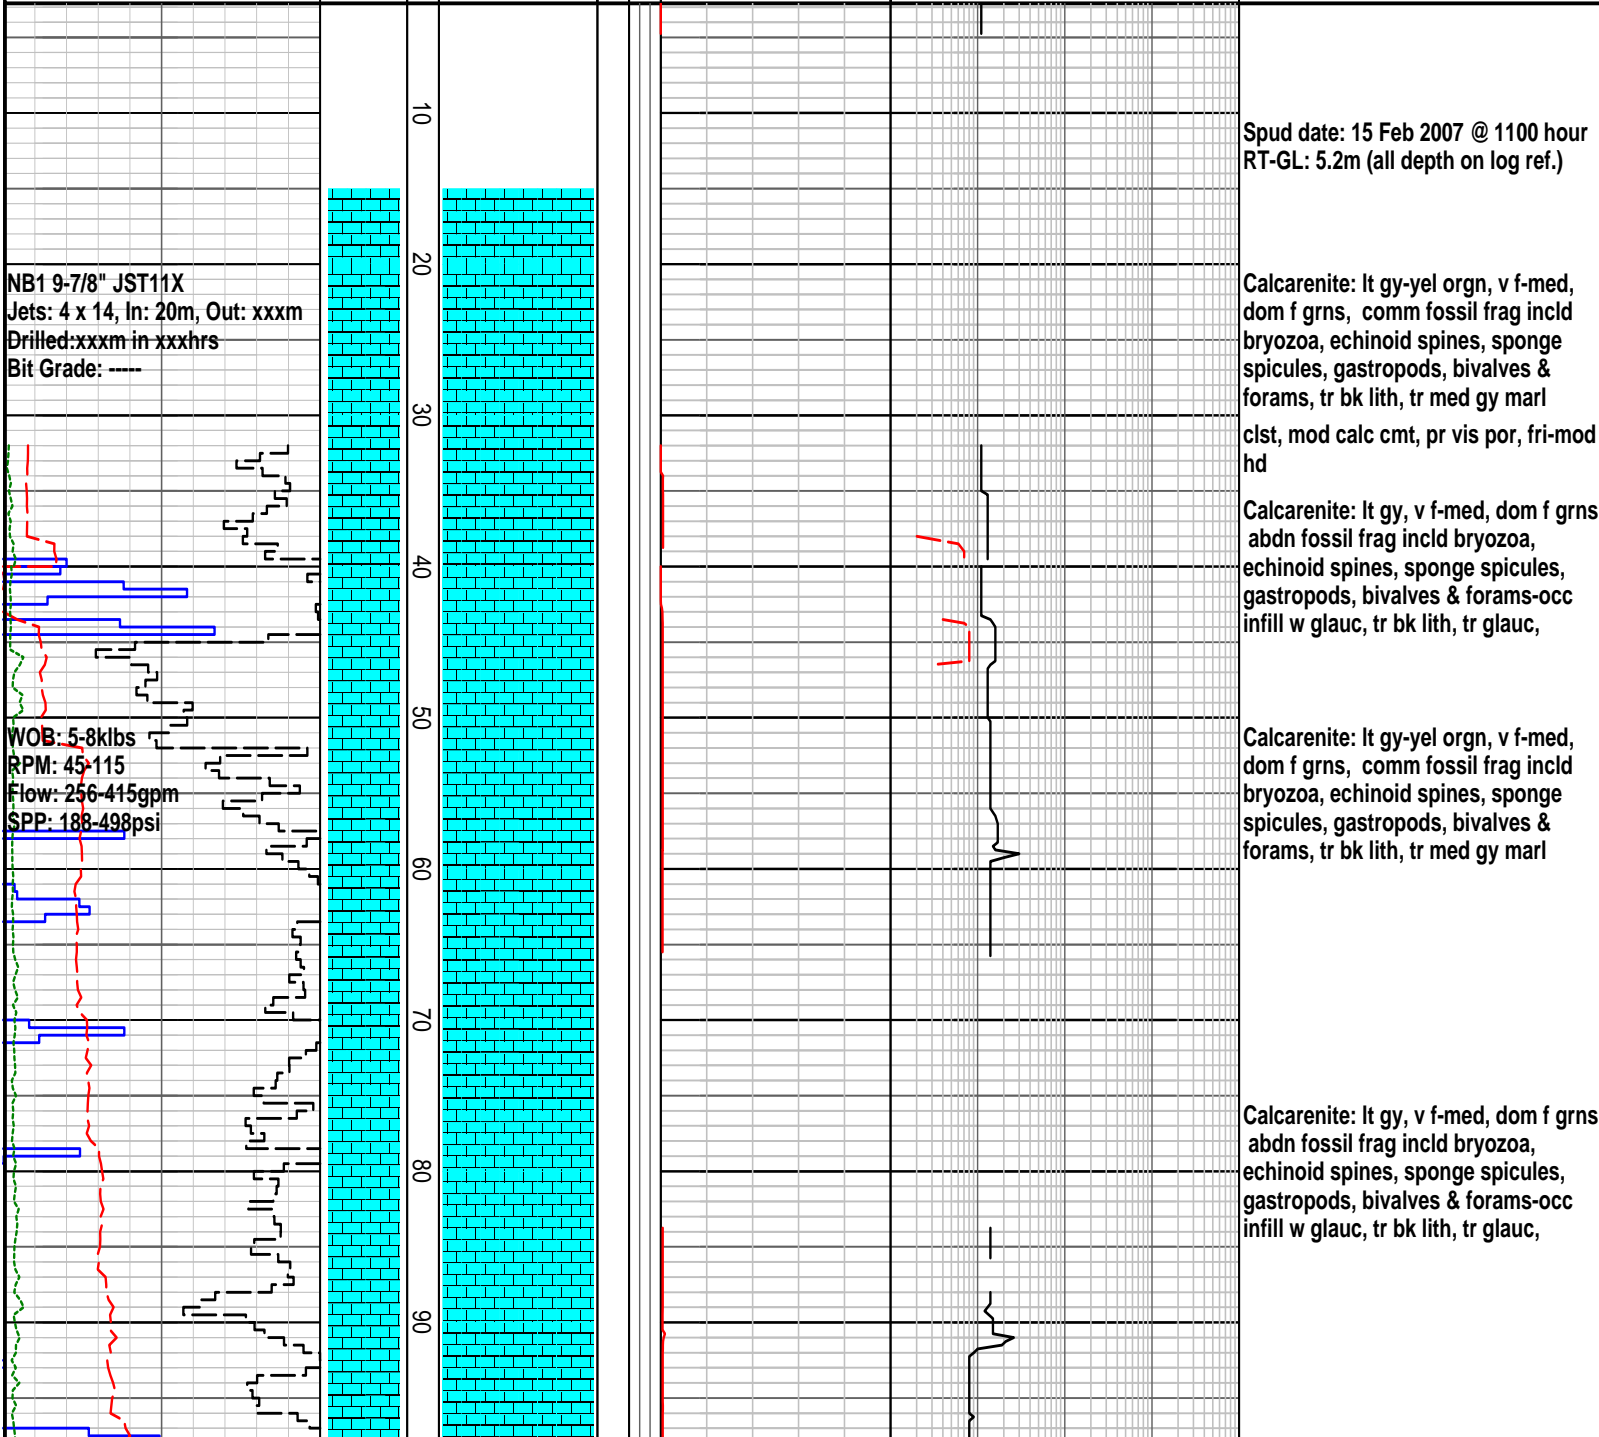 10
Spud date: 15 Feb 2007 @ 1100 hour
RT-GL: 5.2m (all depth on log ref.)
20
NB1 9-7/8" JST11X
Jets: 4 x 14, In: 20m, Out: xxxm
Drilled:xxxm in xxxhrs
Bit Grade: -----
Calcarenite: lt gy-yel orgn, v f-med,
dom f grns, comm fossil frag incld
bryozoa, echinoid spines, sponge
spicules, gastropods, bivalves &
forams, tr bk lith, tr med gy marl
30
clst, mod calc cmt, pr vis por, fri-mod
hd
Calcarenite: lt gy, v f-med, dom f grns
abdn fossil frag incld bryozoa,
echinoid spines, sponge spicules,
gastropods, bivalves & forams-occ
infill w glauc, tr bk lith, tr glauc,
40
50
WOB: 5-8klbs
RPM: 45-115
Flow: 256-415gpm
SPP: 188-498psi
Calcarenite: lt gy-yel orgn, v f-med,
dom f grns, comm fossil frag incld
bryozoa, echinoid spines, sponge
spicules, gastropods, bivalves &
forams, tr bk lith, tr med gy marl
60
70
Calcarenite: lt gy, v f-med, dom f grns
abdn fossil frag incld bryozoa,
echinoid spines, sponge spicules,
gastropods, bivalves & forams-occ
infill w glauc, tr bk lith, tr glauc,
80
90